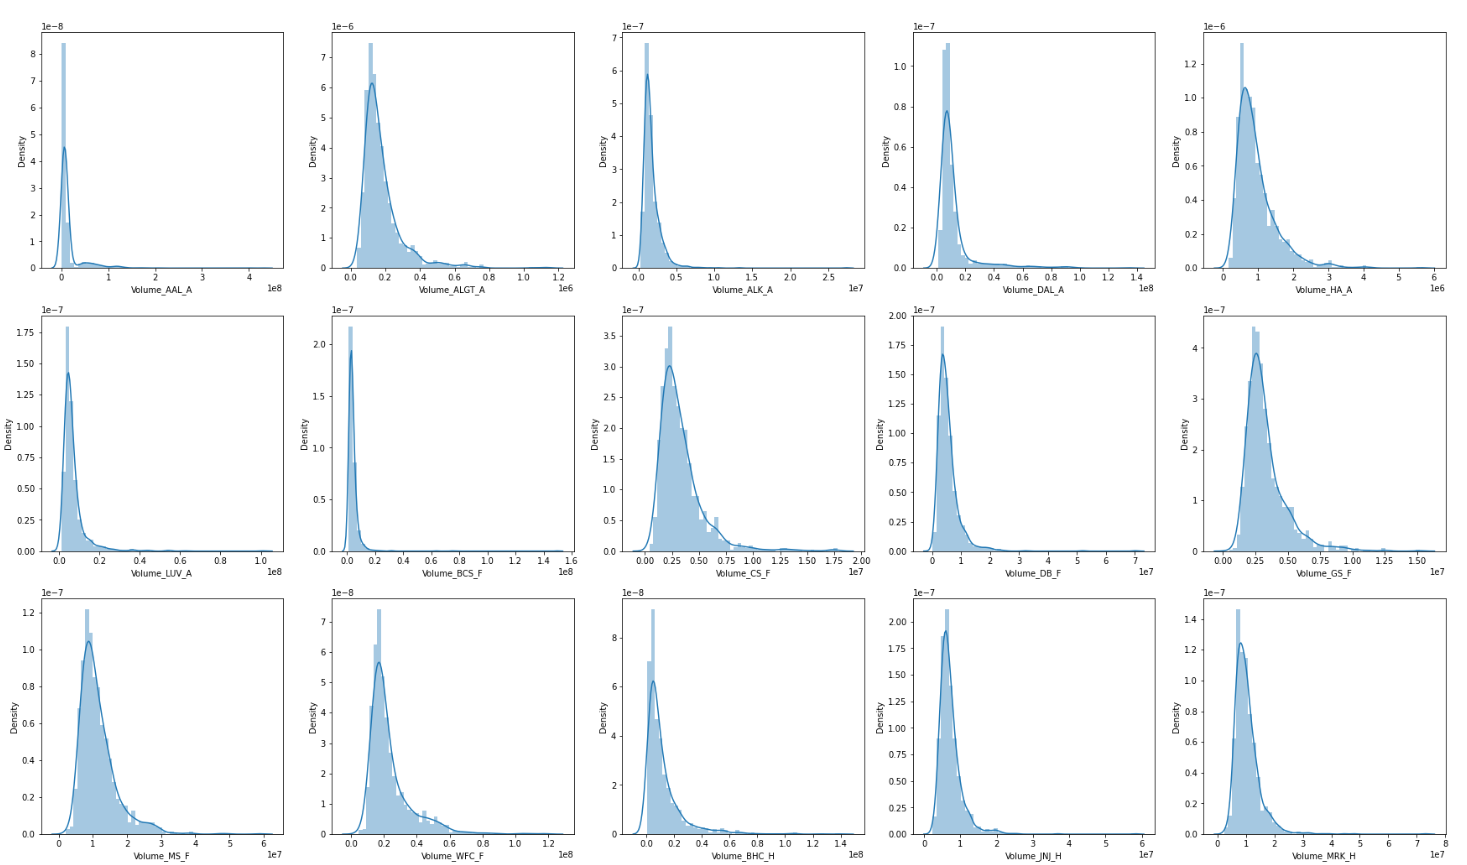 1e−8
8
7
6
5
4
3
2
1
0
Density
0 1 2 3 4
Volume_AAL_A 1e8
1e−6
7
6
5
4
3
2
1
0
Density
0.0 0.2 0.4 0.6 0.8 1.0 1.2
Volume_ALGT_A 1e6
1e−7
7
6
5
4
3
2
1
0
Density
0.0 0.5 1.0 1.5 2.0 2.5
Volume_ALK_A 1e7
1e−7
1.0
0.8
0.6
0.4
0.2
0.0
Density
0.0 0.2 0.4 0.6 0.8 1.0 1.2 1.4
Volume_DAL_A 1e8
1e−6
1.2
1.0
0.8
0.6
0.4
0.2
0.0
Density
0 1 2 3 4 5 6
Volume_HA_A 1e6
1e−7
1.75
1.50
1.25
1.00
0.75
0.50
0.25
0.00
Density
0.0 0.2 0.4 0.6 0.8 1.0
Volume_LUV_A 1e8
1e−7
2.0
1.5
1.0
0.5
0.0
Density
0.0 0.2 0.4 0.6 0.8 1.0 1.2 1.4 1.6
Volume_BCS_F 1e8
1e−7
3.5
3.0
2.5
2.0
1.5
1.0
0.5
0.0
Density
0.00 0.25 0.50 0.75 1.00 1.25 1.50 1.75 2.00
Volume_CS_F 1e7
1e−7
2.00
1.75
1.50
1.25
1.00
0.75
0.50
0.25
0.00
Density
0 1 2 3 4 5 6 7
Volume_DB_F 1e7
1e−7
4
3
2
1
0
Density
0.00 0.25 0.50 0.75 1.00 1.25 1.50
Volume_GS_F 1e7
1e−7
1.2
1.0
0.8
0.6
0.4
0.2
0.0
Density
0 1 2 3 4 5 6
Volume_MS_F 1e7
1e−8
7
6
5
4
3
2
1
0
Density
0.0 0.2 0.4 0.6 0.8 1.0 1.2
Volume_WFC_F 1e8
1e−8
8
6
4
2
0
Density
0.0 0.2 0.4 0.6 0.8 1.0 1.2 1.4
Volume_BHC_H 1e8
1e−7
2.00
1.75
1.50
1.25
1.00
0.75
0.50
0.25
0.00
Density
0 1 2 3 4 5 6
Volume_JNJ_H 1e7
1e−7
1.4
1.2
1.0
0.8
0.6
0.4
0.2
0.0
Density
0 1 2 3 4 5 6 7 8
Volume_MRK_H 1e7